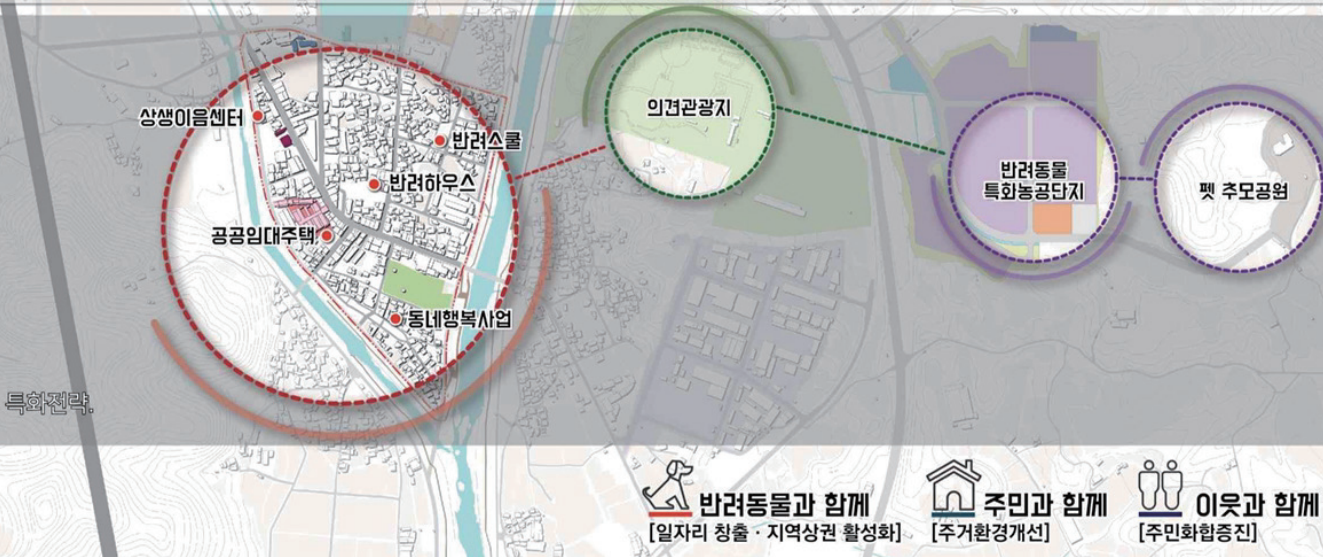 상생이음센터
반려스쿨
반려하우스
공공임대주택
동네행복사업
의견관광지
반려동물
특화농공단지
펫 추모공원
특화전략.
반려동물과 함께
[일자리 창출 · 지역상권 활성화]
주민과 함께
[주거환경개선]
이웃과 함께
[주민화합증진]